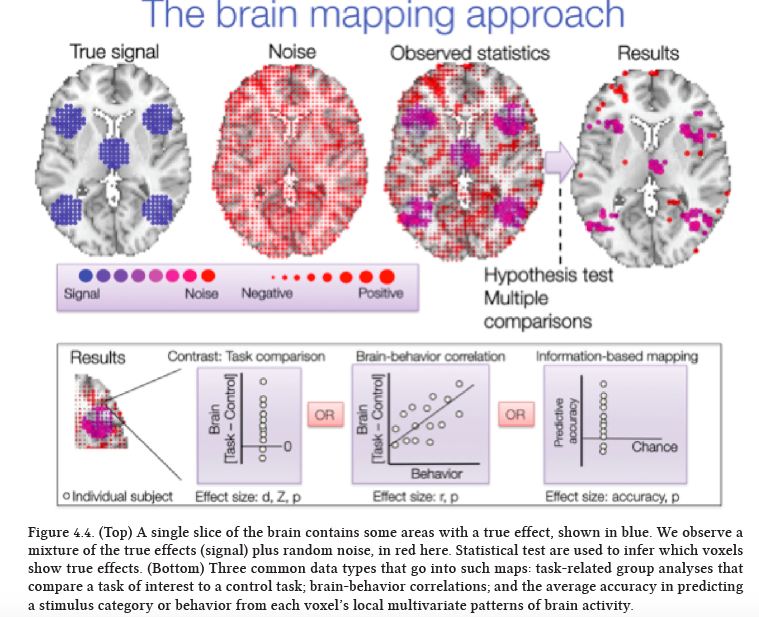 The brain mapping approach
True signal
Noise
Observed statistics
Results
Signal
Noise
Negative
Positive
Hypothesis test
Multiple
comparisons
Results
Contrast: Task comparison
Brain-behavior correlation
Information-based mapping
Brain
[Task – Control]
0
OR
Brain
[Task – Control]
Behavior
OR
Predictive
accuracy
Chance
Individual subject
Effect size: d, Z, p
Effect size: r, p
Effect size: accuracy, p
Figure 4.4. (Top) A single slice of the brain contains some areas with a true effect, shown in blue. We observe a
mixture of the true effects (signal) plus random noise, in red here. Statistical test are used to infer which voxels
show true effects. (Bottom) Three common data types that go into such maps: task-related group analyses that
compare a task of interest to a control task; brain-behavior correlations; and the average accuracy in predicting
a stimulus category or behavior from each voxel’s local multivariate patterns of brain activity.